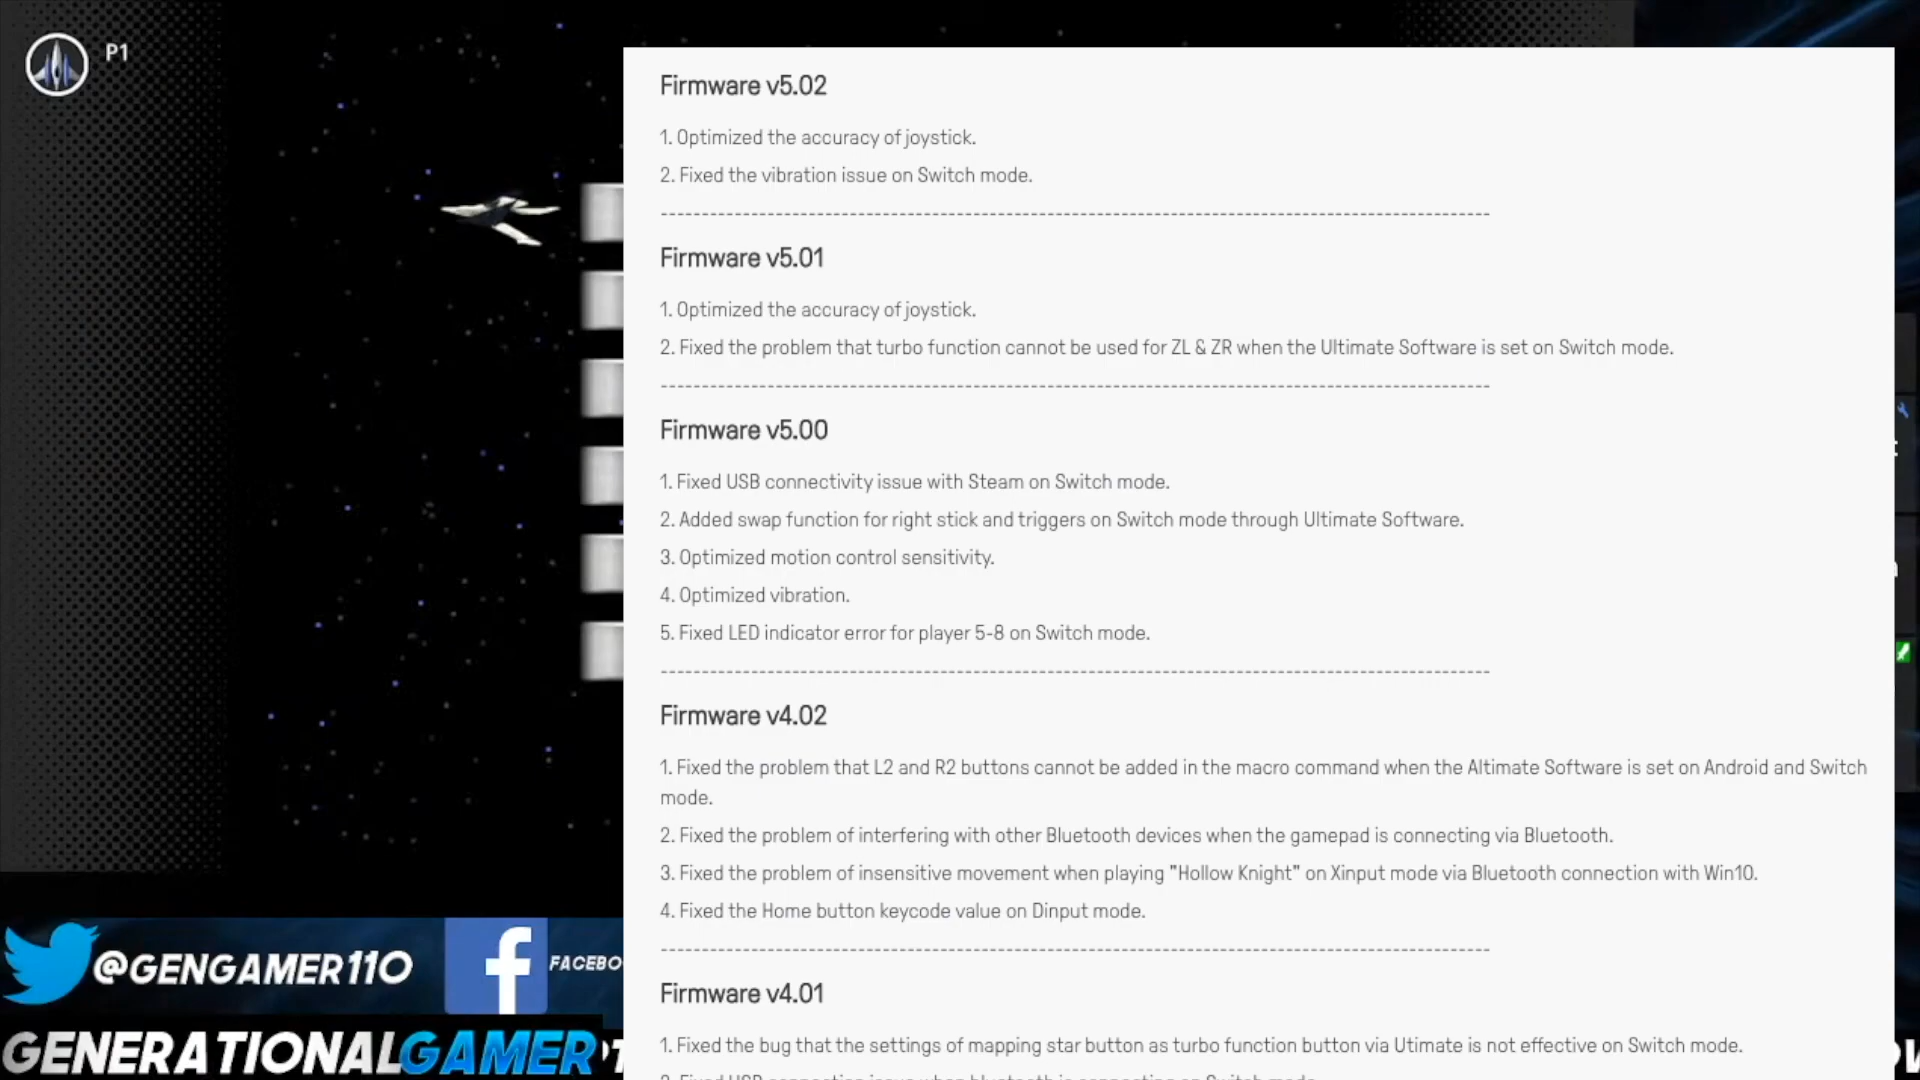 P1
Firmware v5.02
1. Optimized the accuracy of joystick.
2. Fixed the vibration issue on Switch mode.
Firmware v5.01
1. Optimized the accuracy of joystick.
2. Fixed the problem that turbo function cannot be used for ZL & ZR when the Ultimate Software is set on Switch mode.
Firmware v5.00
1. Fixed USB connectivity issue with Steam on Switch mode.
2. Added swap function for right stick and triggers on Switch mode through Ultimate Software.
3. Optimized motion control sensitivity.
4. Optimized vibration.
5. Fixed LED indicator error for player 5-8 on Switch mode.
Firmware v4.02
1. Fixed the problem that L2 and R2 buttons cannot be added in the macro command when the Altimate Software is set on Android and Switch
mode.
2. Fixed the problem of interfering with other Bluetooth devices when the gamepad is connecting via Bluetooth.
3. Fixed the problem of insensitive movement when playing "Hollow Knight" on Xinput mode via Bluetooth connection with Win10.
4. Fixed the Home button keycode value on Dinput mode.
Firmware v4.01
1. Fixed the bug that the settings of mapping star button as turbo function button via Utimate is not effective on Switch mode.
@GENGAMER110
FACEBO
GENERATIONALGAMER